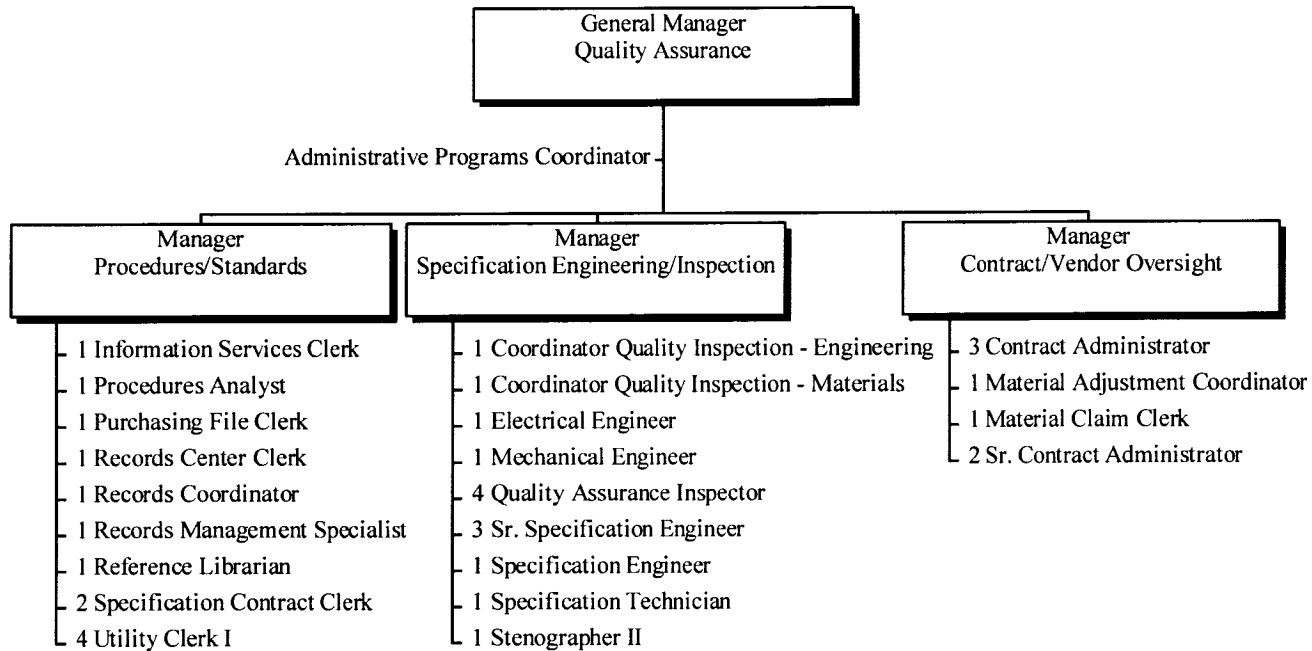 General Manager
Quality Assurance
Administrative Programs Coordinator
Manager
Procedures/Standards
1 Information Services Clerk
1 Procedures Analyst
1 Purchasing File Clerk
1 Records Center Clerk
1 Records Coordinator
1 Records Management Specialist
1 Reference Librarian
2 Specification Contract Clerk
4 Utility Clerk I
Manager
Specification Engineering/Inspection
1 Coordinator Quality Inspection - Engineering
1 Coordinator Quality Inspection - Materials
1 Electrical Engineer
1 Mechanical Engineer
4 Quality Assurance Inspector
3 Sr. Specification Engineer
1 Specification Engineer
1 Specification Technician
1 Stenographer II
Manager
Contract/Vendor Oversight
3 Contract Administrator
1 Material Adjustment Coordinator
1 Material Claim Clerk
2 Sr. Contract Administrator